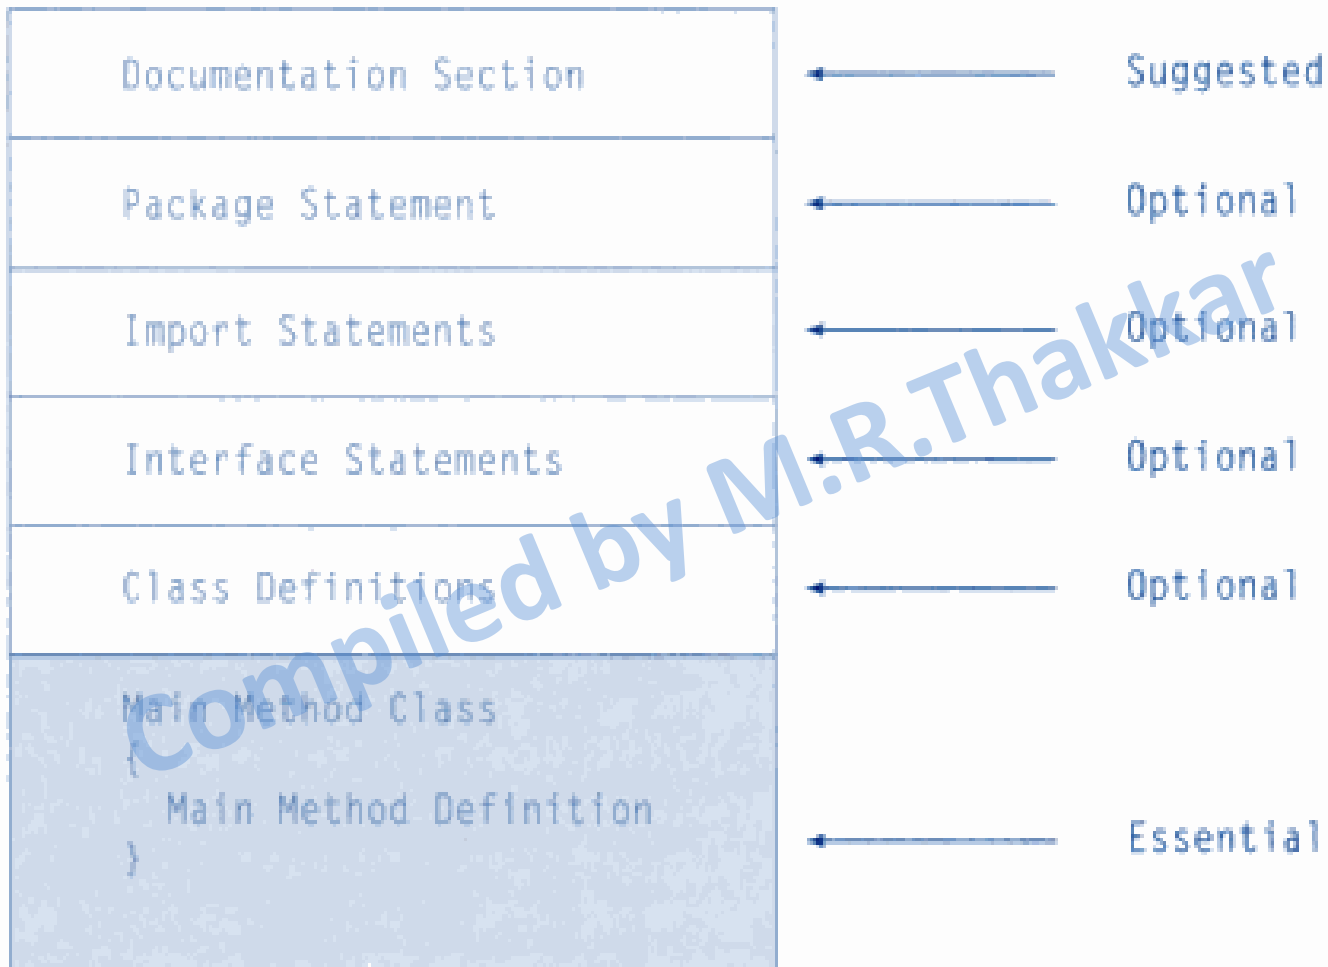 Documentation Section Suggested
Package Statement Optional
Import Statements Optional
Interface Statements Optional
Class Definitions Optional
Main Method Class
{
Main Method Definition
}
Essential
Compiled by M.R.Thakkar